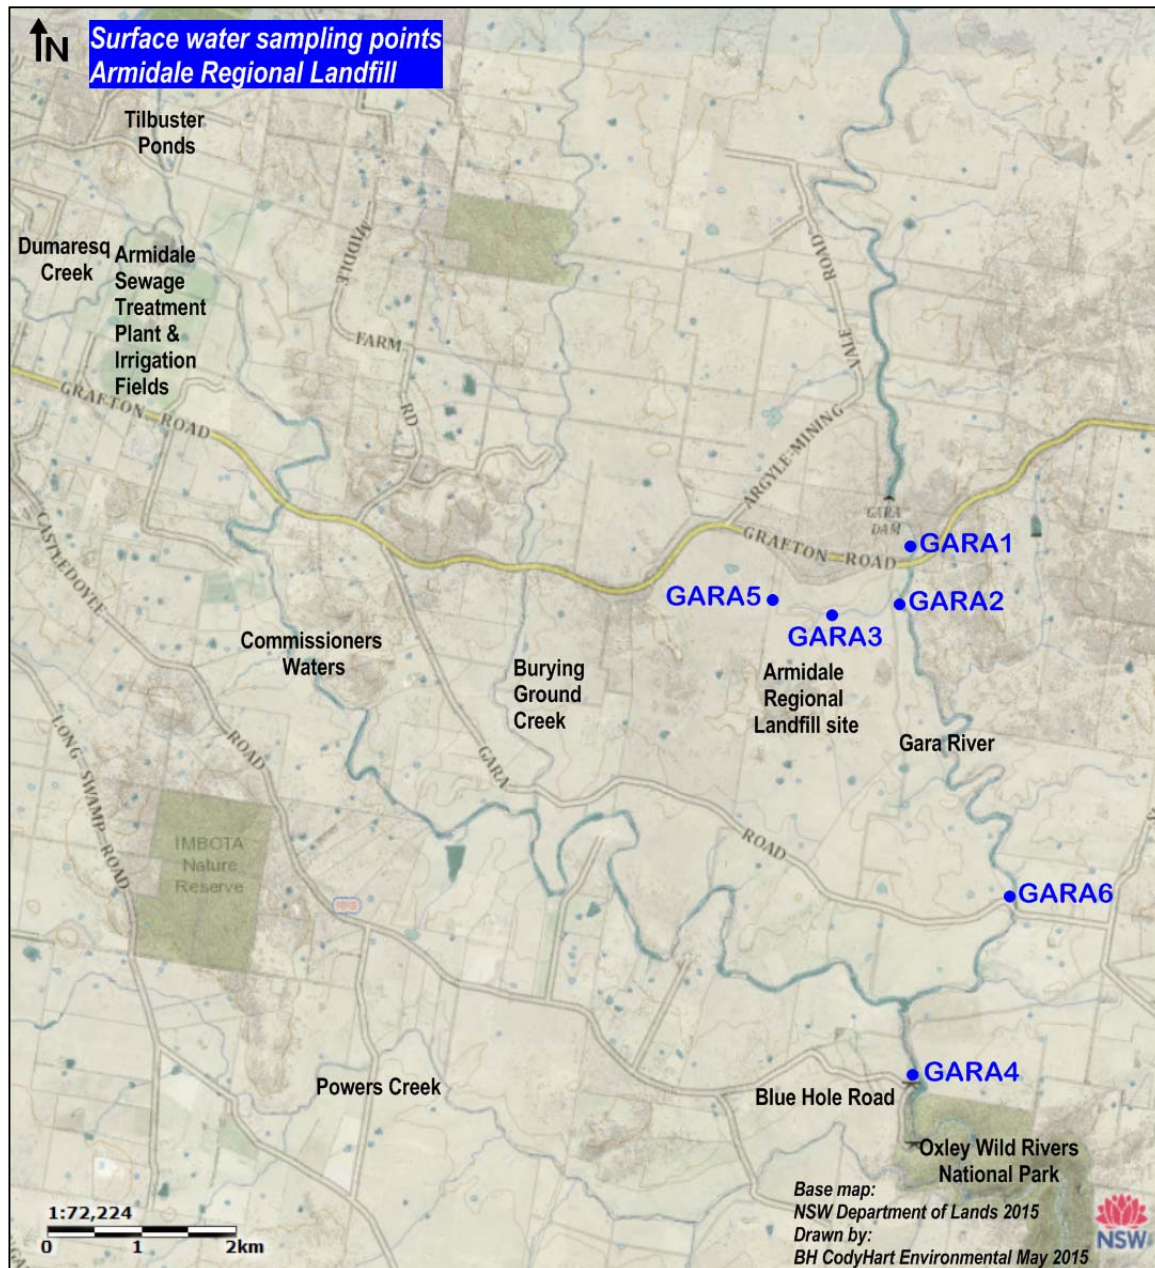 N
Surface water sampling points
Armidale Regional Landfill
Tilbuster
Ponds
Dumaresq
Creek
Armidale
Sewage
Treatment
Plant &
Irrigation
Fields
MIDDLE
FARM
RD
ROAD
VALE
ARGYLE-MINING
GRAFTON ROAD
GARA
DAM
GRAFTON ROAD
GARA1
GARA5
GARA2
GARA3
CASTLEDOYLE
ROAD
Commissioners
Waters
Burying
Ground
Creek
Armidale
Regional
Landfill site
Gara River
LONG SWAMP ROAD
GARA
ROAD
IMBOTA
Nature
Reserve
GARA6
GARA4
Powers Creek
Blue Hole Road
Oxley Wild Rivers
National Park
1:72,224
0 1 2km
Base map:
NSW Department of Lands 2015
Drawn by:
BH CodyHart Environmental May 2015
NSW